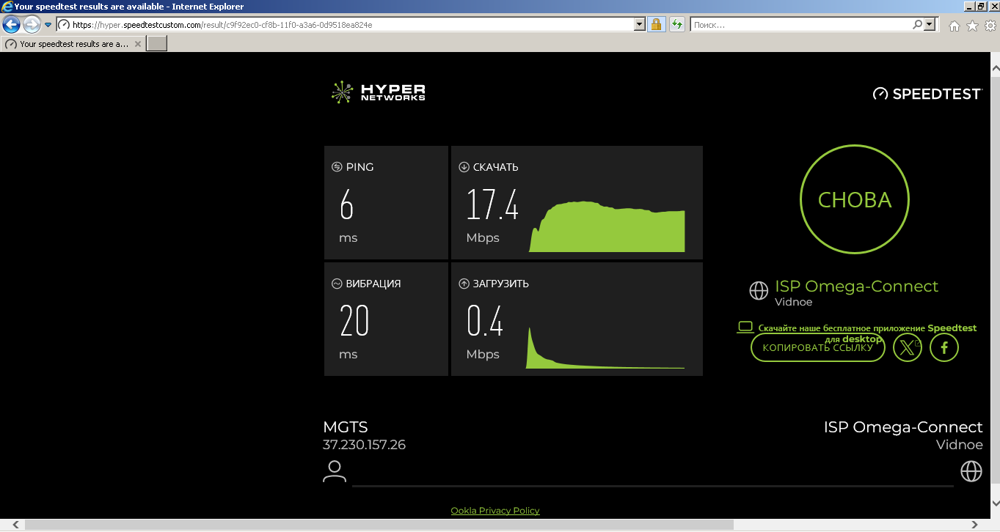 Your speedtest results are available - Internet Explorer
https://hyper.speedtestcustom.com/result/c9f92ec0-cf8b-11f0-a3a6-0d9518ea824e
Поиск...
Your speedtest results are a...
HYPER
NETWORKS
SPEEDTEST
PING
6
ms
СКАЧАТЬ
17.4
Mbps
СНОВА
ВИБРАЦИЯ
20
ms
ЗАГРУЗИТЬ
0.4
Mbps
ISP Omega-Connect
Vidnoe
Скачайте наше бесплатное приложение Speedtest
для desktop
КОПИРОВАТЬ ССЫЛКУ
MGTS
37.230.157.26
ISP Omega-Connect
Vidnoe
Ookla Privacy Policy